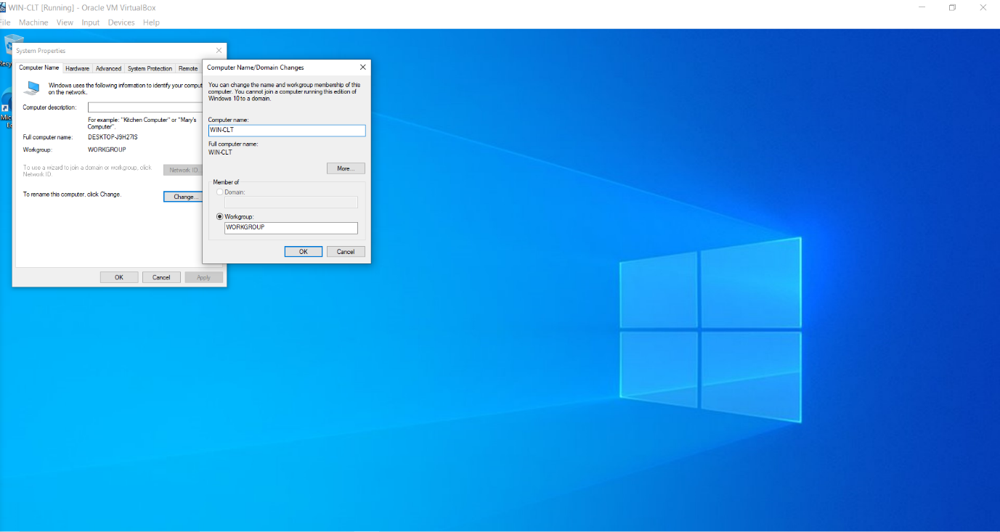 WIN-CLT [Running] - Oracle VM VirtualBox
File Machine View Input Devices Help
System Properties
Computer Name Hardware Advanced System Protection Remote
Windows uses the following information to identify your comput
on the network.
Computer description:
For example: "Kitchen Computer" or "Mary's
Computer".
Full computer name: DESKTOP-J9H27IS
Workgroup: WORKGROUP
To use a wizard to join a domain or workgroup, click
Network ID.
Network ID...
To rename this computer, click Change.
Change...
OK Cancel Apply
Computer Name/Domain Changes
You can change the name and workgroup membership of this
computer. You cannot join a computer running this edition of
Windows 10 to a domain.
Computer name:
WIN-CLT
Full computer name:
WIN-CLT
More...
Member of
Domain:
Workgroup:
WORKGROUP
OK Cancel
Recy
Mic
Ed